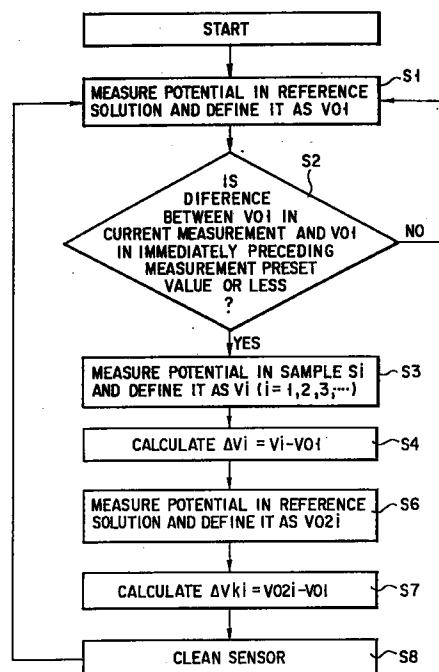 START
S1
MEASURE POTENTIAL IN REFERENCE
SOLUTION AND DEFINE IT AS V01
S2
IS
DIFERENCE
BETWEEN V01 IN
CURRENT MEASUREMENT AND V01
IN IMMEDIATELY PRECEDING
MEASUREMENT PRESET
VALUE OR LESS
?
NO
YES
MEASURE POTENTIAL IN SAMPLE Si
AND DEFINE IT AS Vi (i=1,2,3,···)
S3
CALCULATE ΔVi = Vi-V01
S4
MEASURE POTENTIAL IN REFERENCE
SOLUTION AND DEFINE IT AS V02i
S6
CALCULATE ΔVki = V02i-V01
S7
CLEAN SENSOR
S8